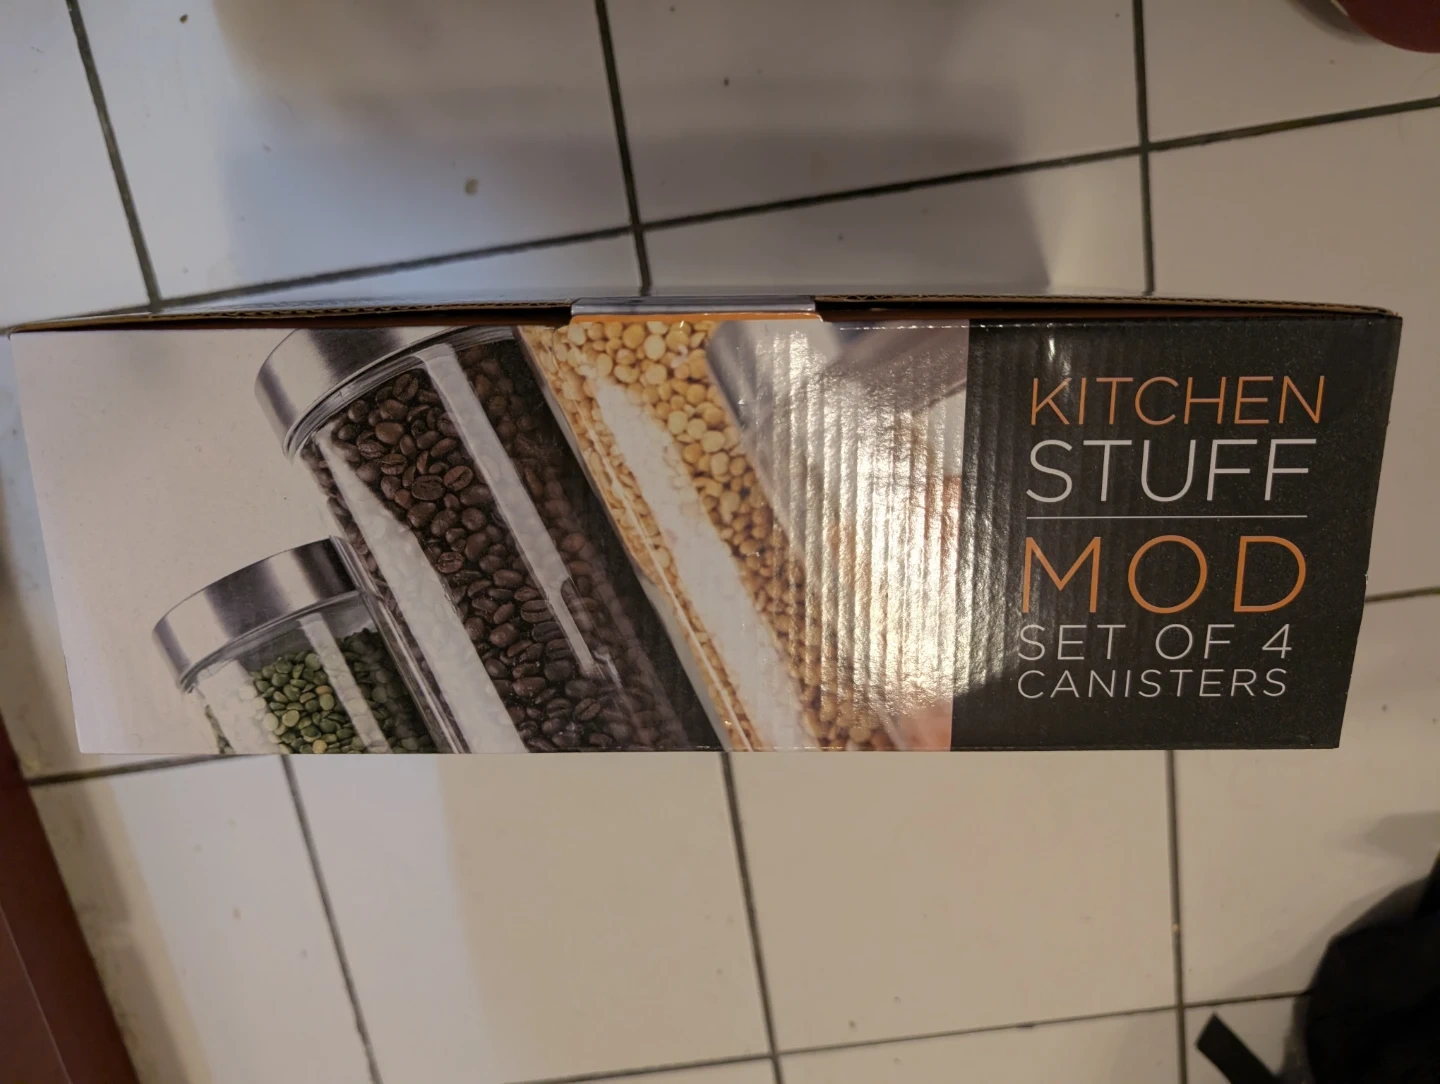 KITCHEN
STUFF
MOD
SET OF 4
CANISTERS